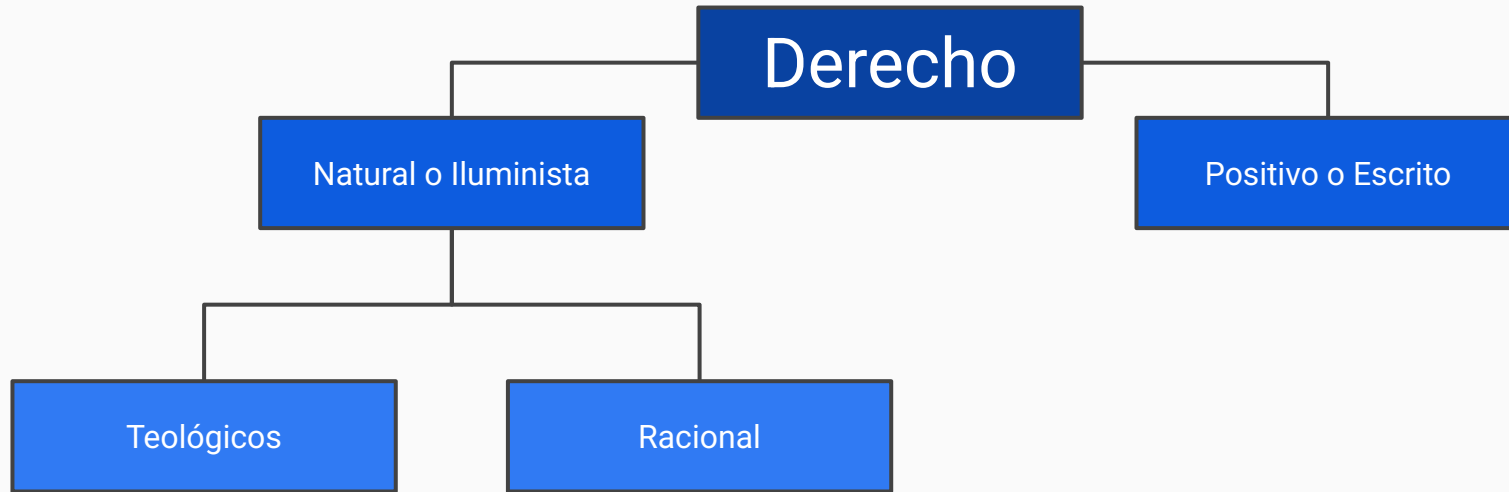 Derecho
Natural o Iluminista
Positivo o Escrito
Teológicos
Racional